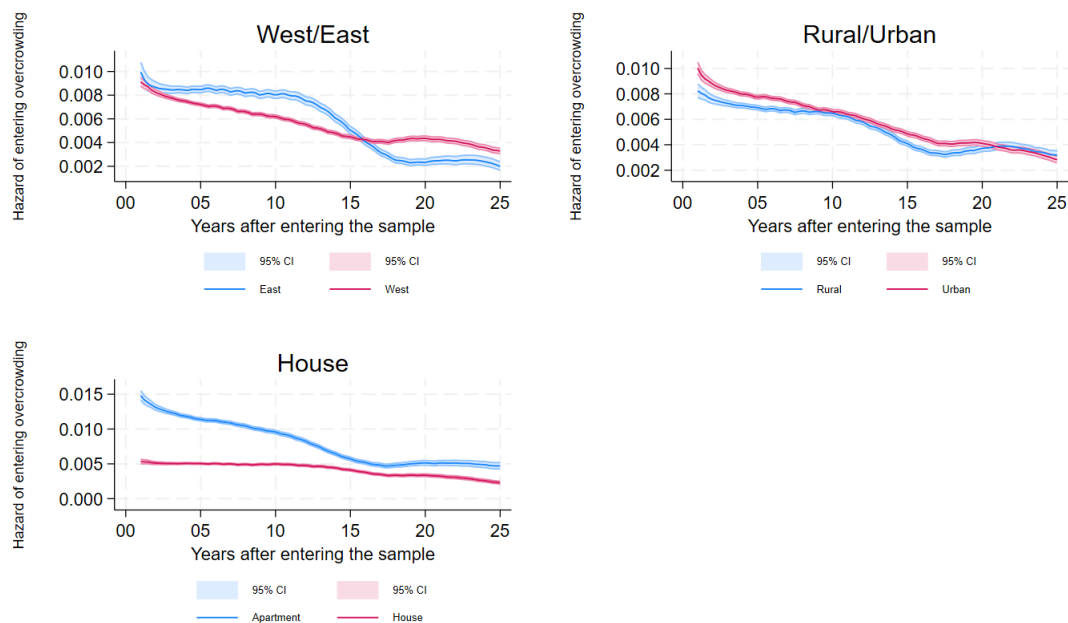 West/East
Hazard of entering overcrowding
0.010
0.008
0.006
0.004
0.002
00 05 10 15 20 25
Years after entering the sample
95% CI 95% CI
East West
Rural/Urban
Hazard of entering overcrowding
0.010
0.008
0.006
0.004
0.002
00 05 10 15 20 25
Years after entering the sample
95% CI 95% CI
Rural Urban
House
Hazard of entering overcrowding
0.015
0.010
0.005
0.000
00 05 10 15 20 25
Years after entering the sample
95% CI 95% CI
Apartment House